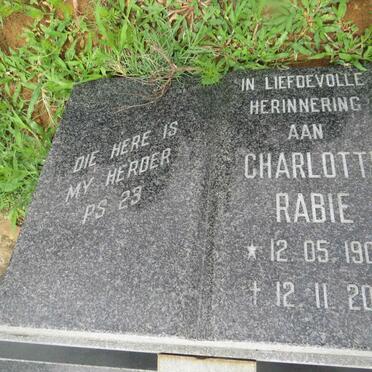 DIE HERE IS
MY HERDER
PS 23
IN LIEFDEVOLLE
HERINNERING
AAN
CHARLOTT
RABIE
* 12.05.190
† 12.11.20